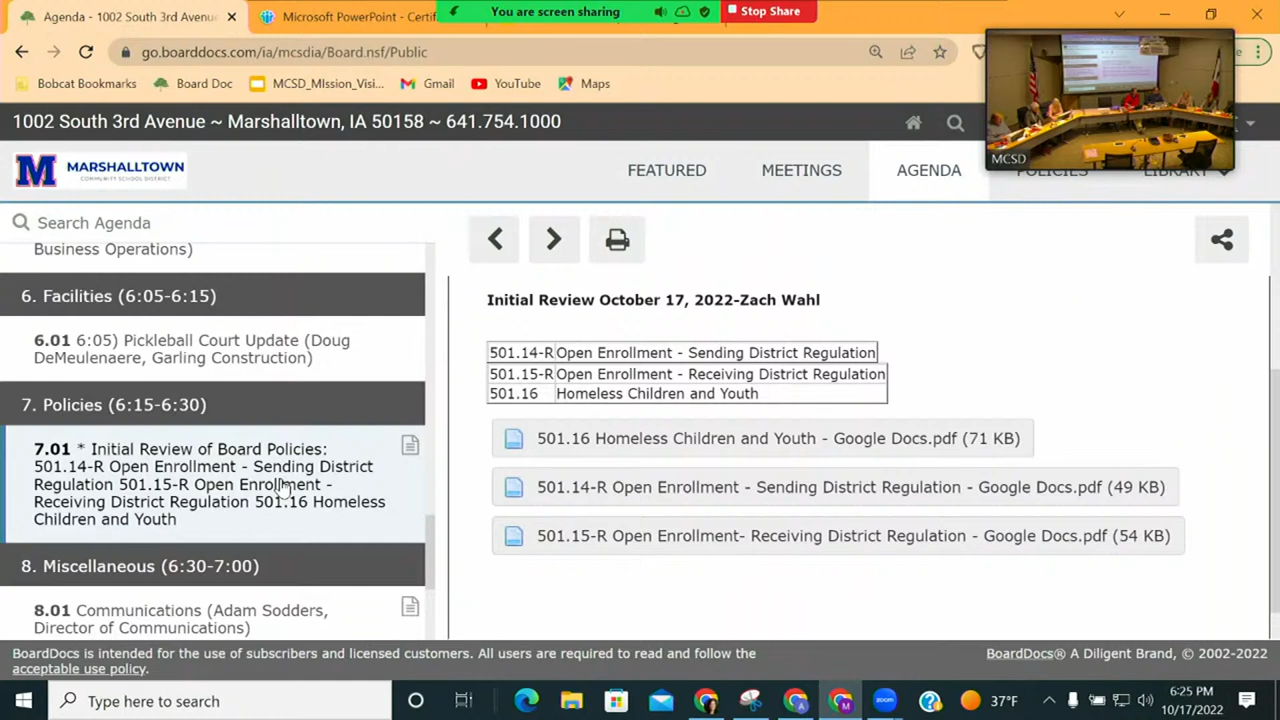 Agenda - 1002 South 3rd Avenue
Microsoft PowerPoint - Certif
You are screen sharing
Stop Share
go.boarddocs.com/ia/mcsdia/Board.nsf/Public
Bobcat Bookmarks
Board Doc
MCSD_MIssion_Visi...
Gmail
YouTube
Maps
1002 South 3rd Avenue ~ Marshalltown, IA 50158 ~ 641.754.1000
MCSD
M MARSHALLTOWN
COMMUNITY SCHOOL DISTRICT
FEATURED
MEETINGS
AGENDA
POLICIES
LIBRARY
Search Agenda
Business Operations)
6. Facilities (6:05-6:15)
6.01 6:05) Pickleball Court Update (Doug
DeMeulenaere, Garling Construction)
7. Policies (6:15-6:30)
7.01 * Initial Review of Board Policies:
501.14-R Open Enrollment - Sending District
Regulation 501.15-R Open Enrollment -
Receiving District Regulation 501.16 Homeless
Children and Youth
8. Miscellaneous (6:30-7:00)
8.01 Communications (Adam Sodders,
Director of Communications)
Initial Review October 17, 2022-Zach Wahl
501.14-R Open Enrollment - Sending District Regulation
501.15-R Open Enrollment - Receiving District Regulation
501.16 Homeless Children and Youth
501.16 Homeless Children and Youth - Google Docs.pdf (71 KB)
501.14-R Open Enrollment - Sending District Regulation - Google Docs.pdf (49 KB)
501.15-R Open Enrollment- Receiving District Regulation - Google Docs.pdf (54 KB)
BoardDocs is intended for the use of subscribers and licensed customers. All users are required to read and follow the
acceptable use policy.
BoardDocs® A Diligent Brand, © 2002-2022
Type here to search
zoom
37°F
6:25 PM
10/17/2022